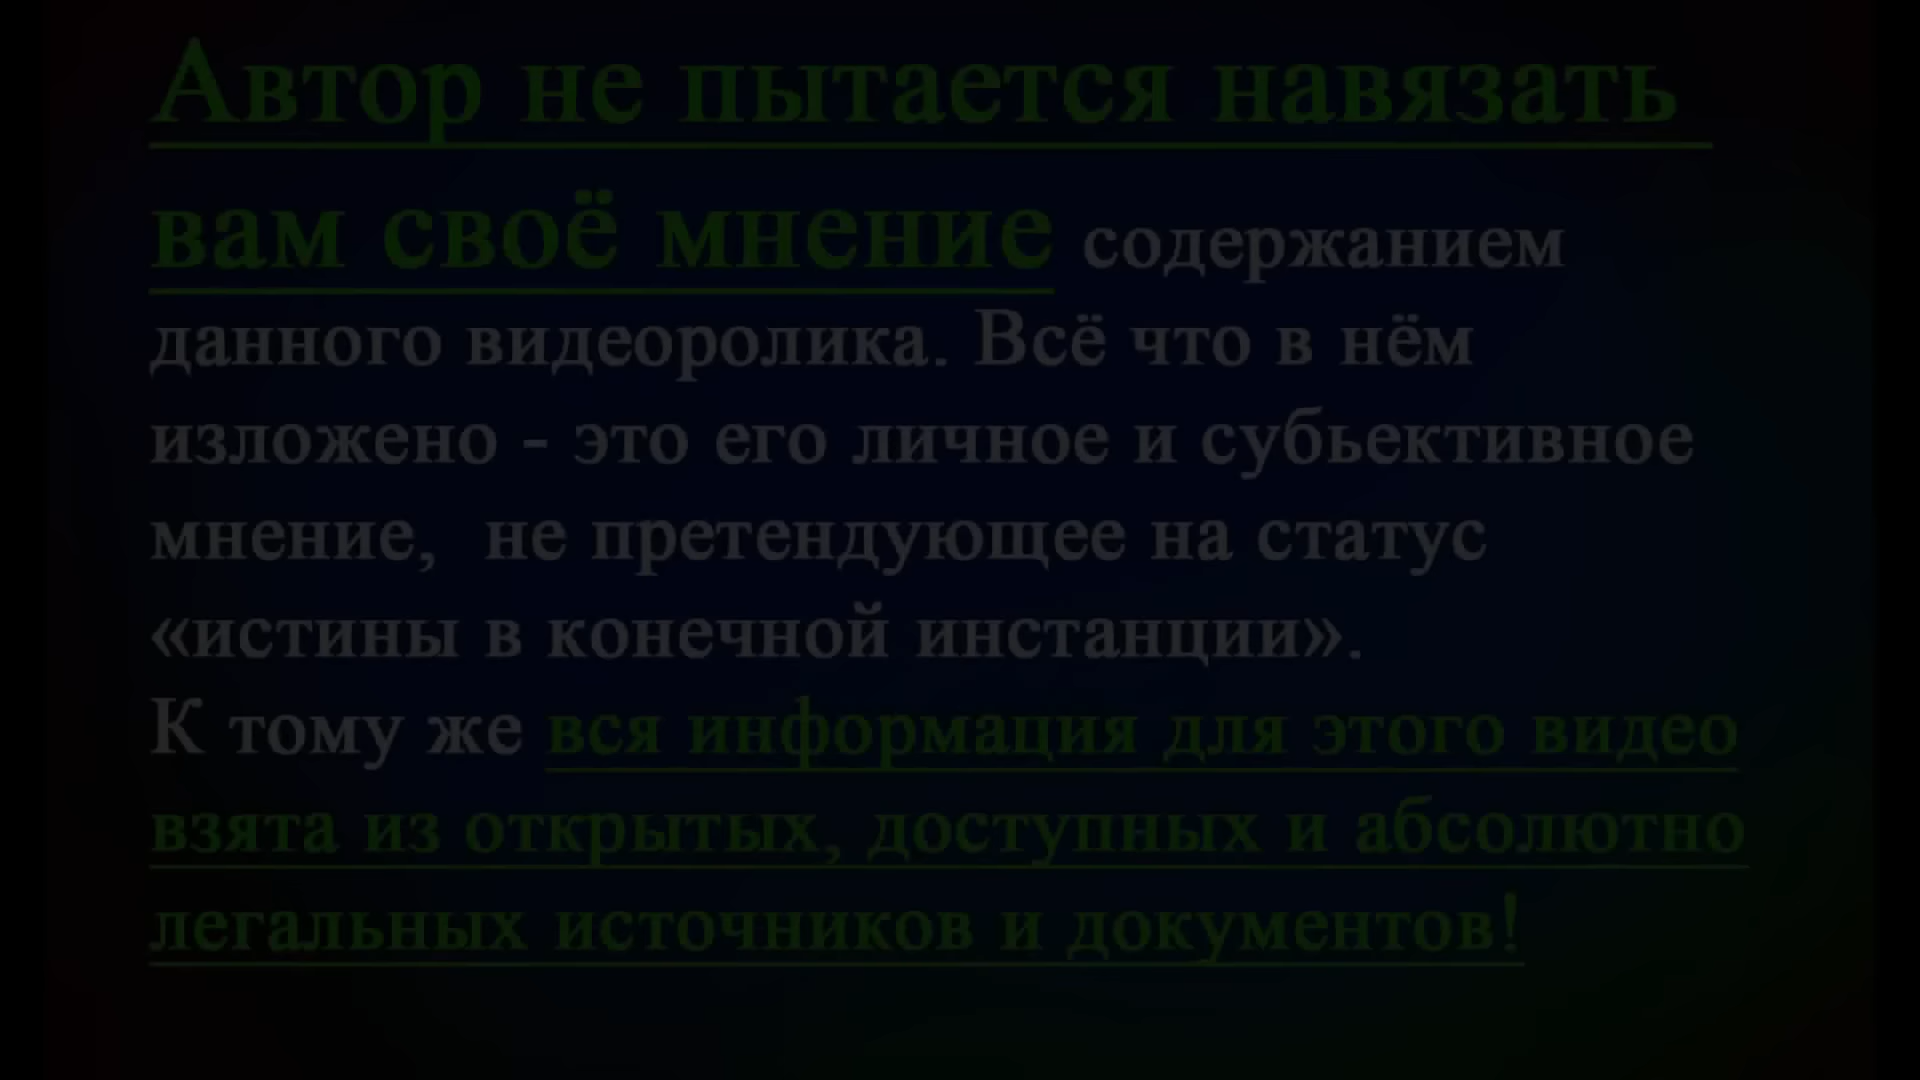 Автор не пытается навязать
вам своё мнение содержанием
данного видеоролика. Всё что в нём
изложено - это его личное и субьективное
мнение, не претендующее на статус
«истины в конечной инстанции».
К тому же вся информация для этого видео
взята из открытых, доступных и абсолютно
легальных источников и документов!